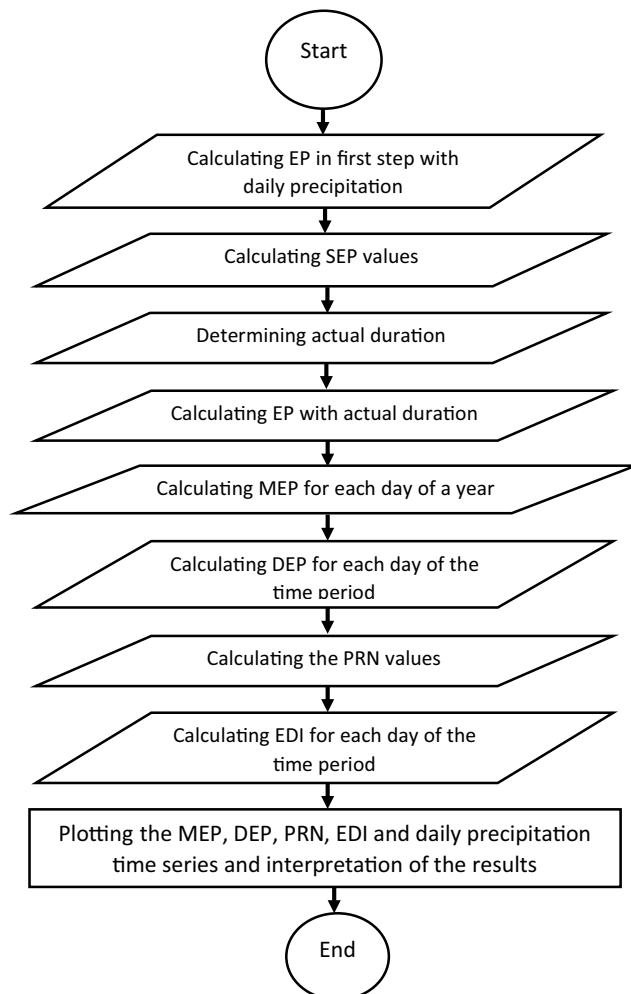 Start
Calculating EP in first step with
daily precipitation
Calculating SEP values
Determining actual duration
Calculating EP with actual duration
Calculating MEP for each day of a year
Calculating DEP for each day of the
time period
Calculating the PRN values
Calculating EDI for each day of the
time period
Plotting the MEP, DEP, PRN, EDI and daily precipitation
time series and interpretation of the results
End